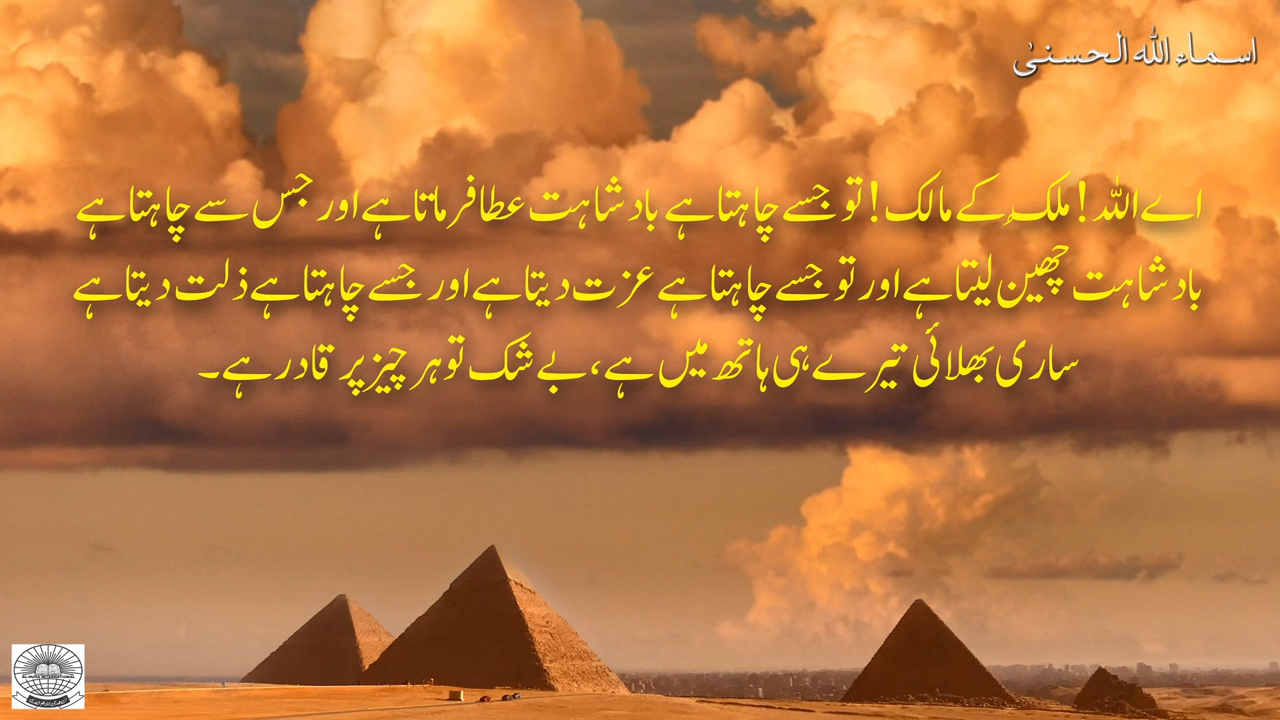 اسماء اللہ الحسنیٰ
اے اللہ! ملک کے مالک! تو جسے چاہتا ہے بادشاہت عطا فرماتا ہے اور جس سے چاہتا ہے
بادشاہت چھین لیتا ہے اور تو جسے چاہتا ہے عزت دیتا ہے اور جسے چاہتا ہے ذلت دیتا ہے
ساری بھلائی تیرے ہی ہاتھ میں ہے، بے شک تو ہر چیز پر قادر ہے۔